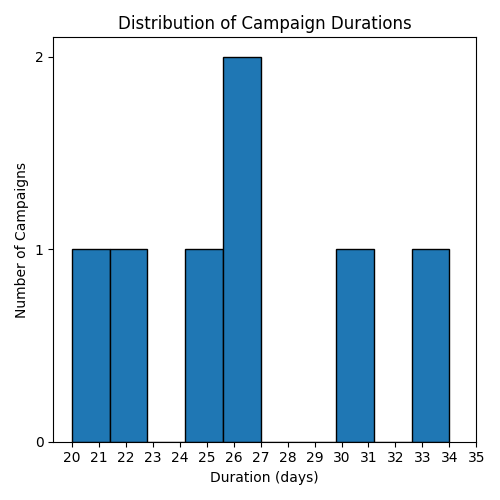 Distribution of Campaign Durations
Number of Campaigns
2
1
0
20 21 22 23 24 25 26 27 28 29 30 31 32 33 34 35
Duration (days)